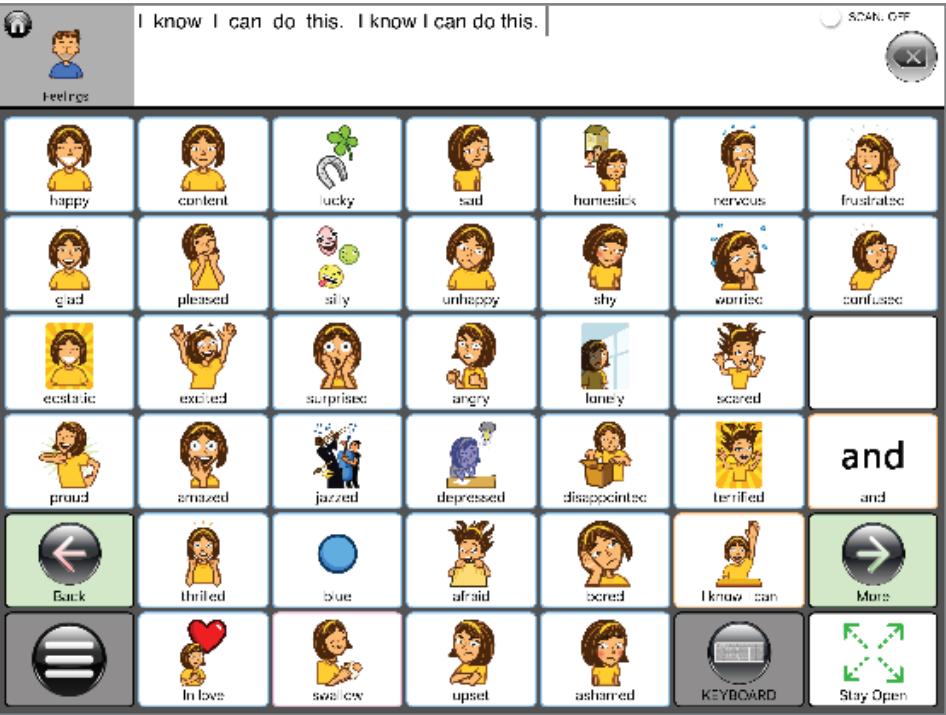 I know I can do this. I know I can do this.
SCAN: OFF
Feelings
happy
content
lucky
sad
homesick
nervous
frustrated
glad
pleased
silly
unhappy
shy
worried
confused
ecstatic
excited
surprised
angry
lonely
scared
proud
amazed
jazzed
depressed
disappointed
terrified
and
and
Back
thrilled
blue
afraid
bored
I know I can
More
In love
swallow
upset
ashamed
KEYBOARD
Stay Open